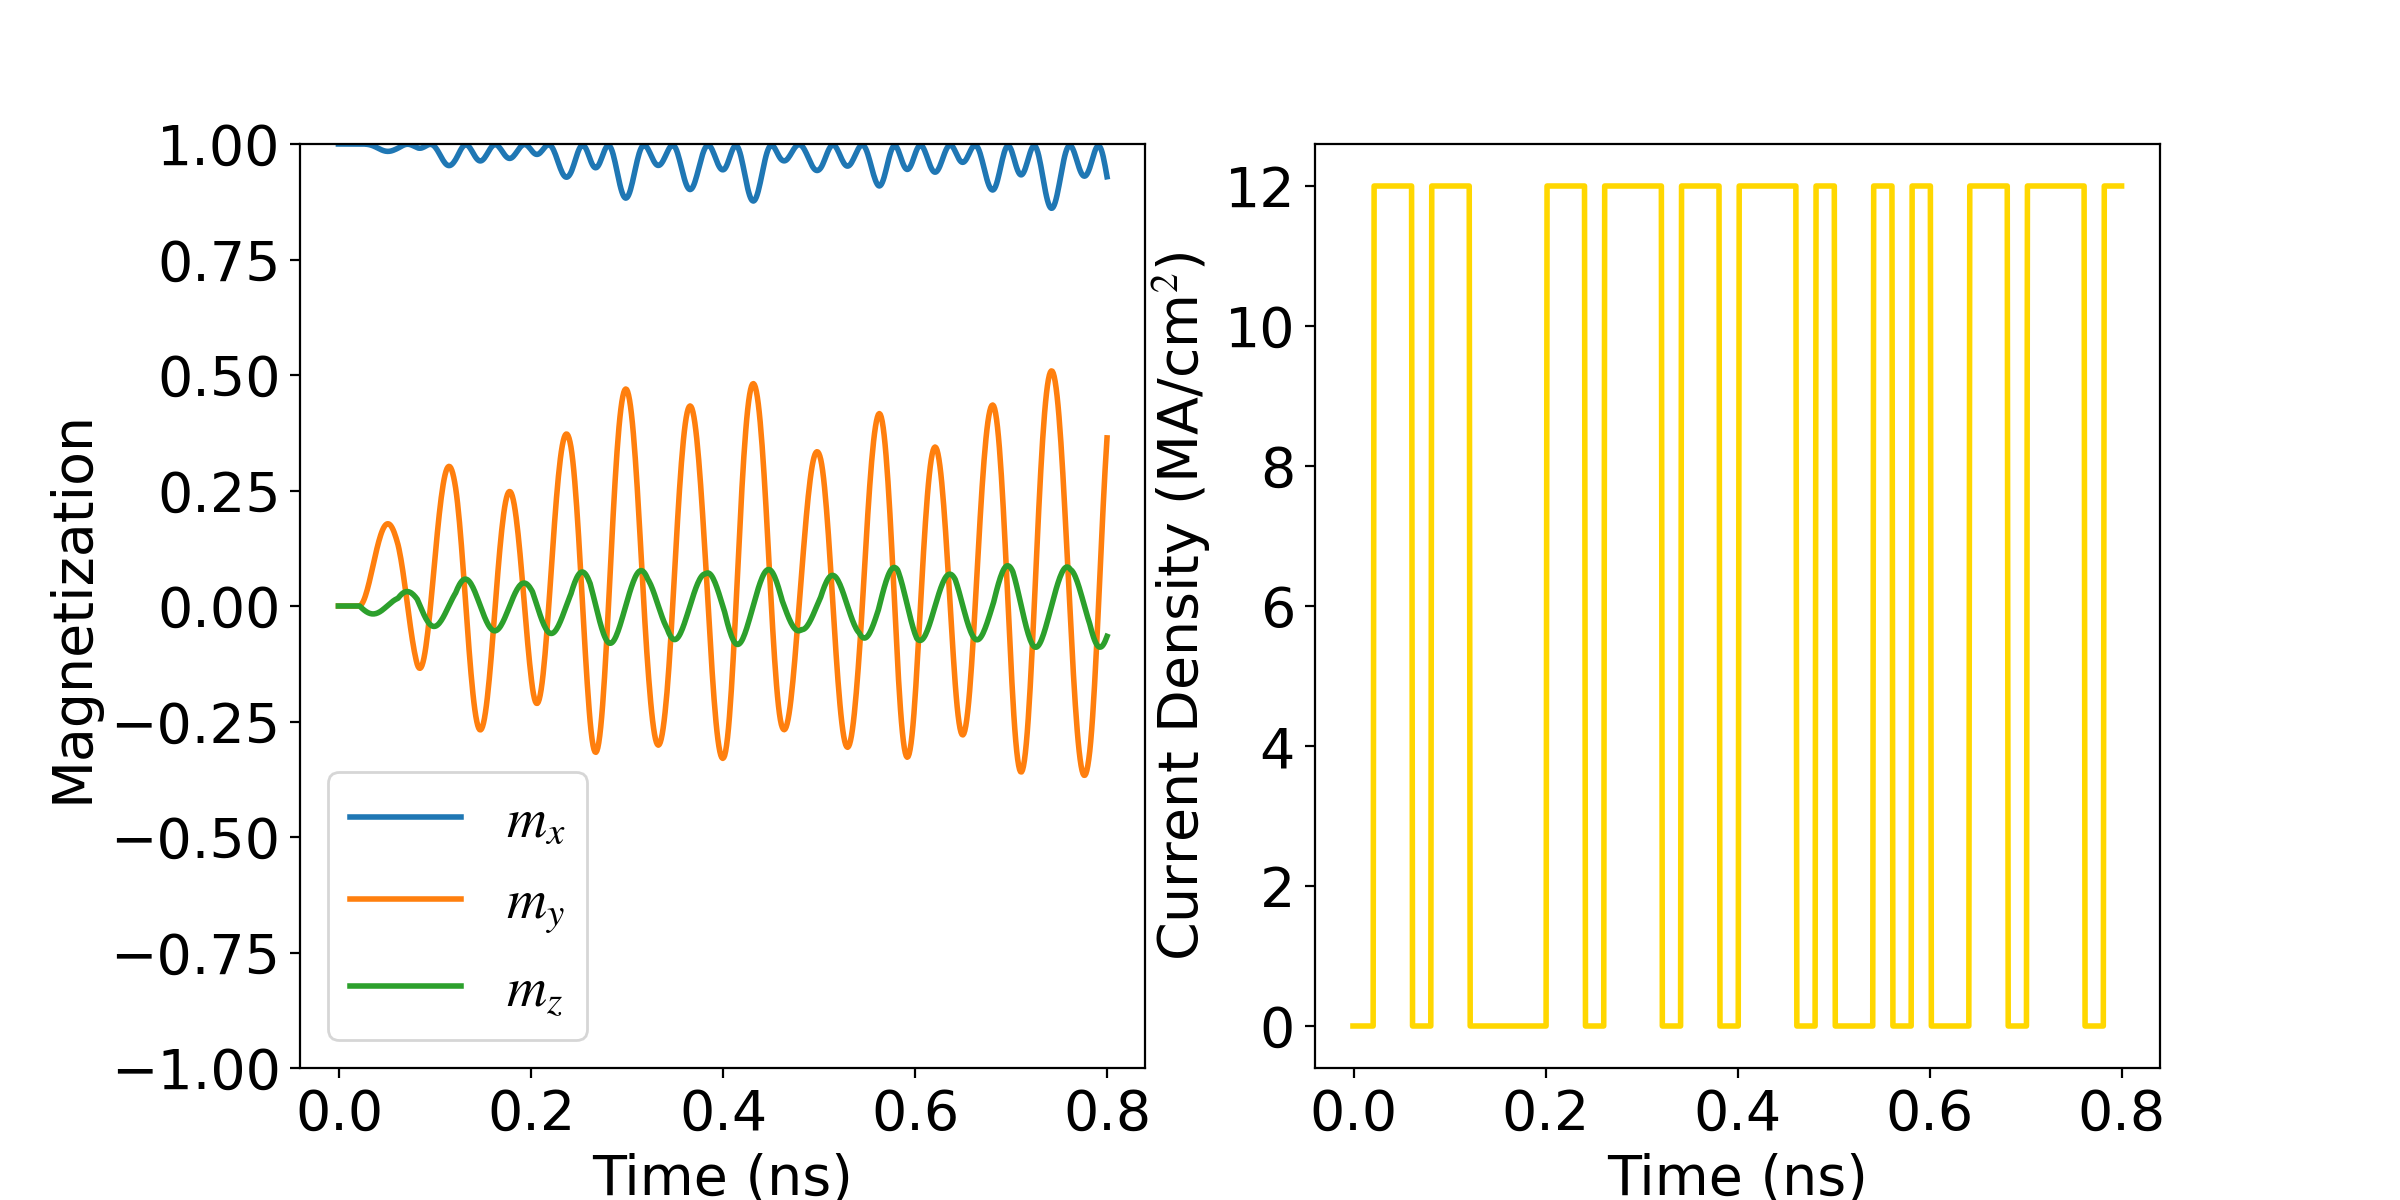 Magnetization
1.00
0.75
0.50
0.25
0.00
−0.25
−0.50
−0.75
−1.00
m_x
m_y
m_z
0.0 0.2 0.4 0.6 0.8
Time (ns)
Current Density (MA/cm²)
12
10
8
6
4
2
0
0.0 0.2 0.4 0.6 0.8
Time (ns)